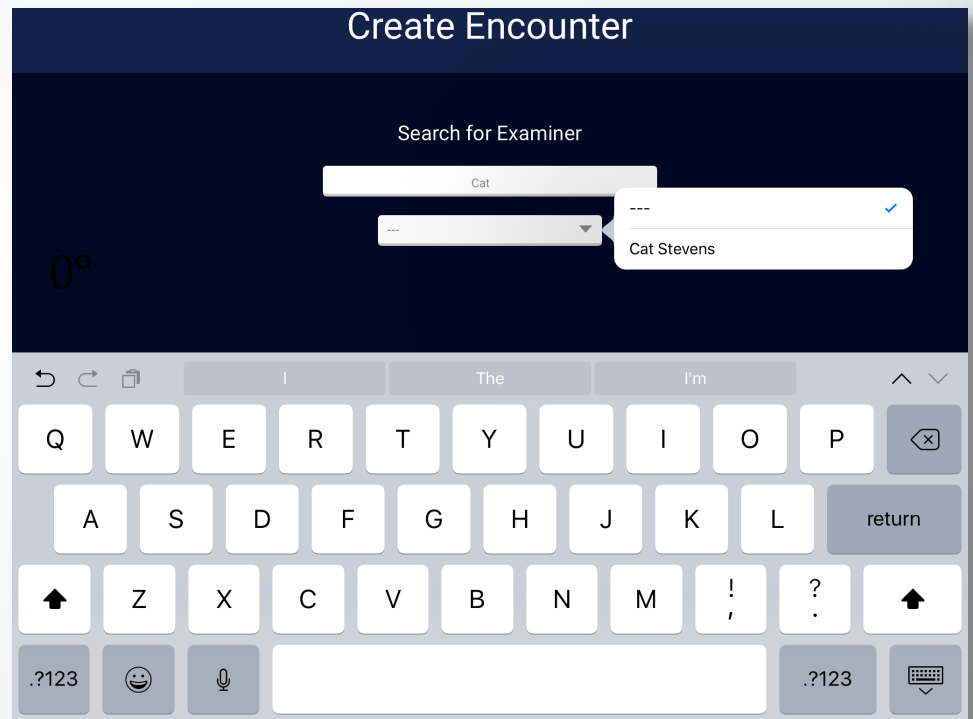 Create Encounter
Search for Examiner
Cat
---
---
Cat Stevens
0°
I The I'm
Q W E R T Y U I O P
A S D F G H J K L return
Z X C V B N M ! , ? .
.?123 .?123